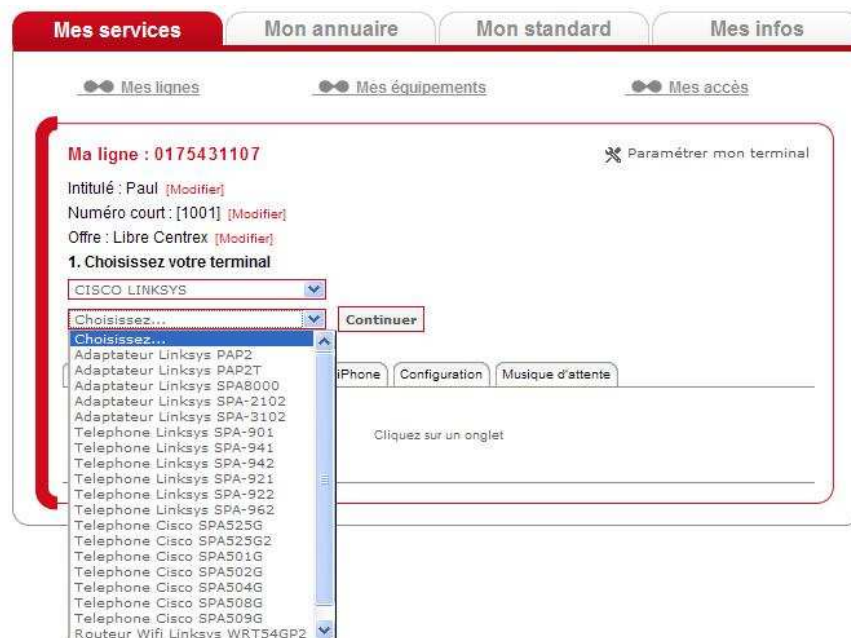 Mes services Mon annuaire Mon standard Mes infos
Mes lignes Mes équipements Mes accès
Ma ligne : 0175431107 Paramétrer mon terminal
Intitulé : Paul [Modifier]
Numéro court : [1001] [Modifier]
Offre : Libre Centrex [Modifier]
1. Choisissez votre terminal
CISCO LINKSYS
Choisissez... Continuer
Choisissez...
Adaptateur Linksys PAP2
Adaptateur Linksys PAP2T
iPhone Configuration Musique d'attente
Adaptateur Linksys SPA8000
Adaptateur Linksys SPA-2102
Adaptateur Linksys SPA-3102
Telephone Linksys SPA-901
Cliquez sur un onglet
Telephone Linksys SPA-941
Telephone Linksys SPA-942
Telephone Linksys SPA-921
Telephone Linksys SPA-922
Telephone Linksys SPA-962
Telephone Cisco SPA525G
Telephone Cisco SPA525G2
Telephone Cisco SPA501G
Telephone Cisco SPA502G
Telephone Cisco SPA504G
Telephone Cisco SPA508G
Telephone Cisco SPA509G
Routeur Wifi Linksys WRT54GP2